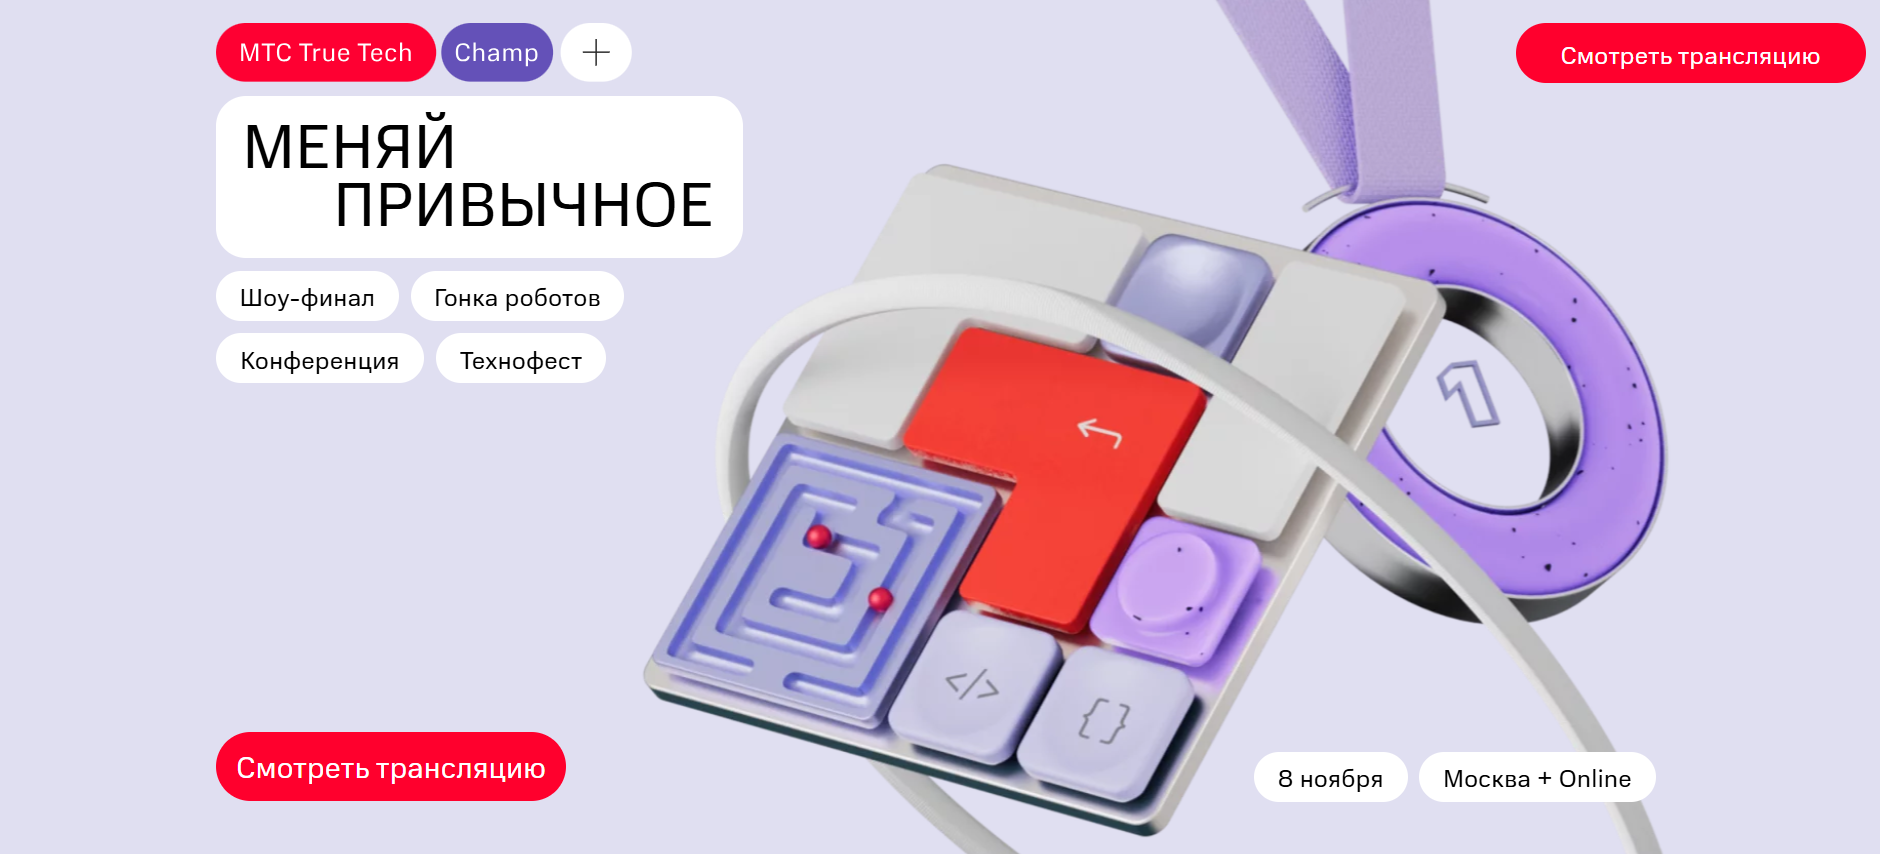 МТС True Tech Champ
Смотреть трансляцию
МЕНЯЙ
ПРИВЫЧНОЕ
Шоу-финал Гонка роботов
Конференция Технофест
1
</>
{}
Смотреть трансляцию
8 ноября Москва + Online